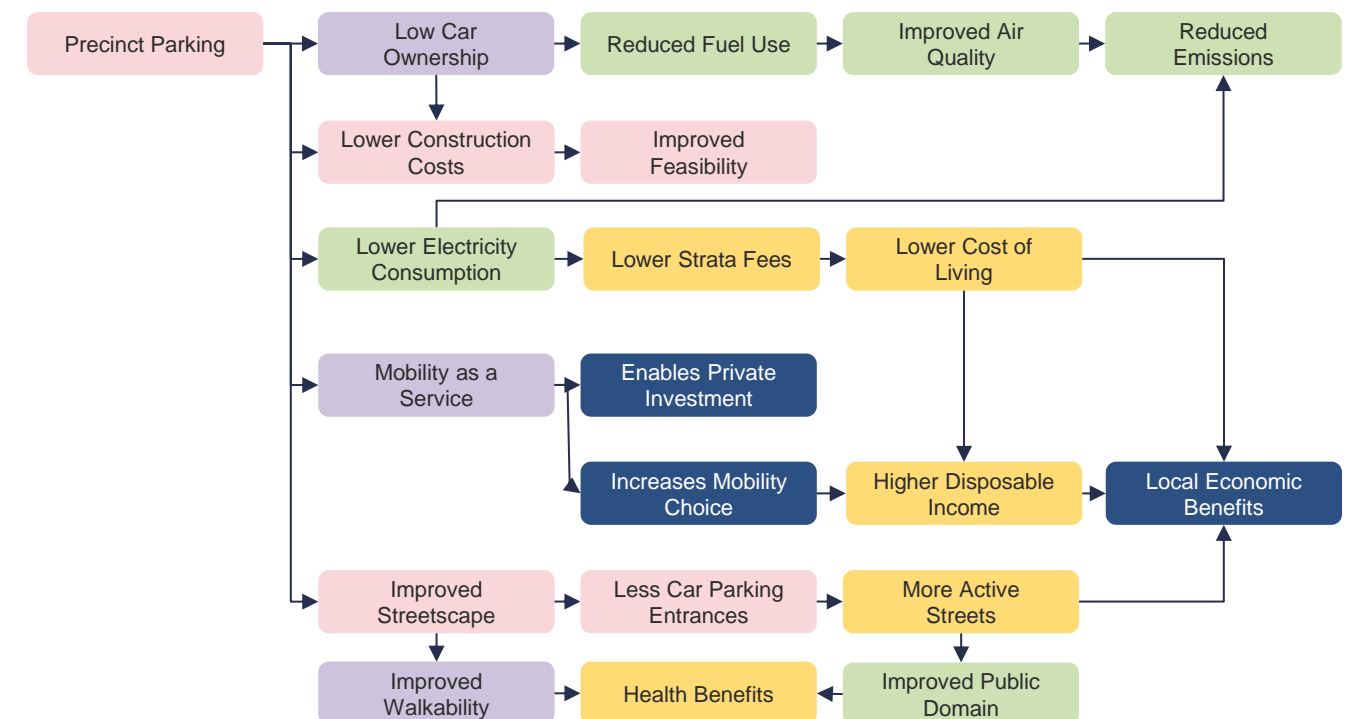 Precinct Parking
Low Car
Ownership
Reduced Fuel Use
Improved Air
Quality
Reduced
Emissions
Lower Construction
Costs
Improved
Feasibility
Lower Electricity
Consumption
Lower Strata Fees
Lower Cost of
Living
Mobility as a
Service
Enables Private
Investment
Increases Mobility
Choice
Higher Disposable
Income
Local Economic
Benefits
Improved
Streetscape
Less Car Parking
Entrances
More Active
Streets
Improved
Walkability
Health Benefits
Improved Public
Domain